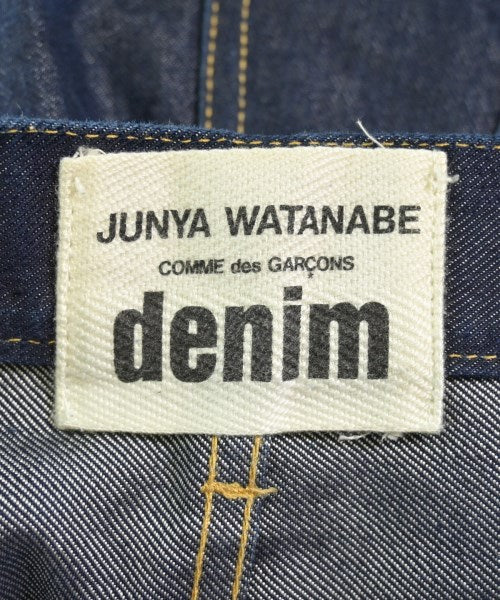 JUNYA WATANABE
COMME des GARÇONS
denim